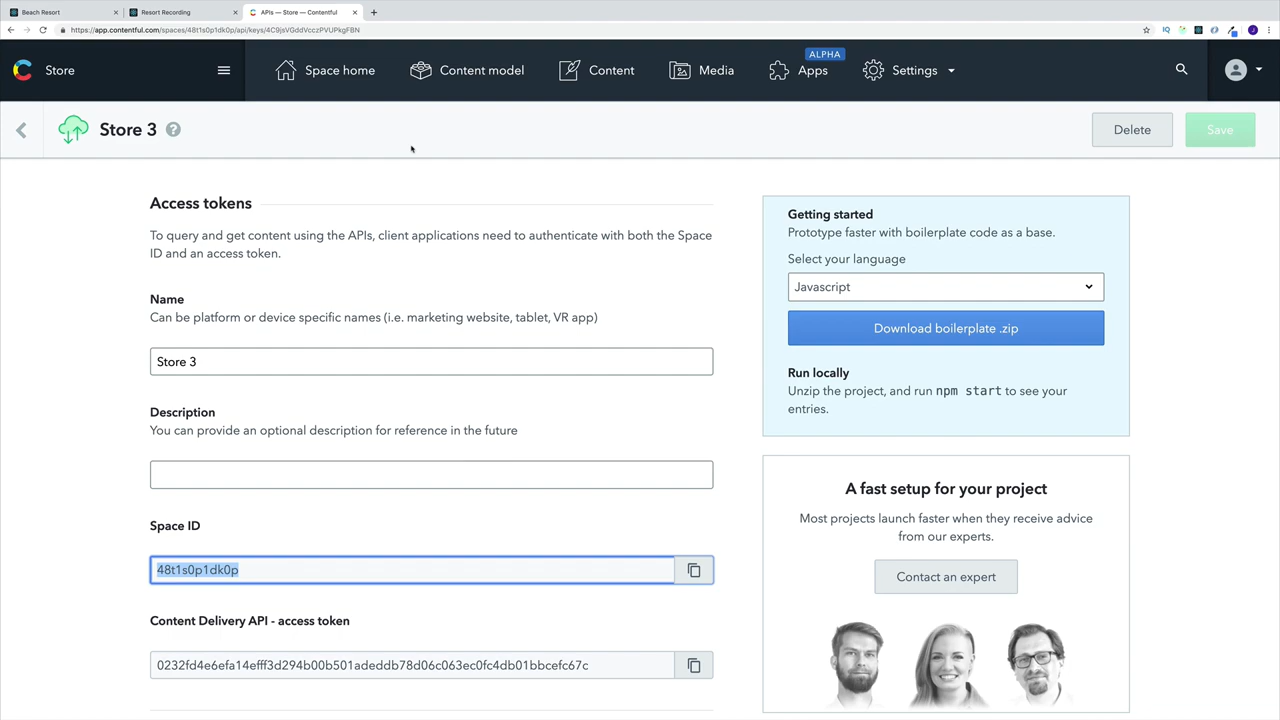 Beach Resort
Resort Recording
APIs — Store — Contentful
https://app.contentful.com/spaces/48t1s0p1dk0p/api/keys/4C9jsVGddVcczPVUPkgFBN
Store
Space home
Content model
Content
Media
ALPHA
Apps
Settings
Store 3
Delete
Save
Access tokens
To query and get content using the APIs, client applications need to authenticate with both the Space
ID and an access token.
Name
Can be platform or device specific names (i.e. marketing website, tablet, VR app)
Store 3
Description
You can provide an optional description for reference in the future
Space ID
48t1s0p1dk0p
Content Delivery API - access token
0232fd4e6efa14efff3d294b00b501adeddb78d06c063ec0fc4db01bbcefc67c
Getting started
Prototype faster with boilerplate code as a base.
Select your language
Javascript
Download boilerplate .zip
Run locally
Unzip the project, and run npm start to see your
entries.
A fast setup for your project
Most projects launch faster when they receive advice
from our experts.
Contact an expert